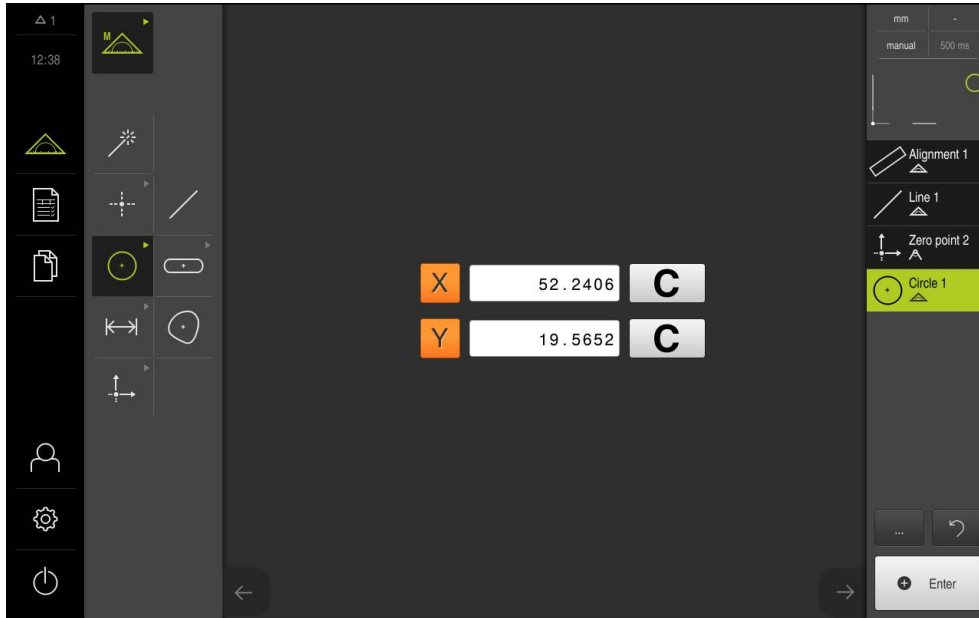 1
12:38
M
X 52.2406 C
Y 19.5652 C
mm -
manual 500 ms
Alignment 1
Line 1
Zero point 2
Circle 1
...
Enter